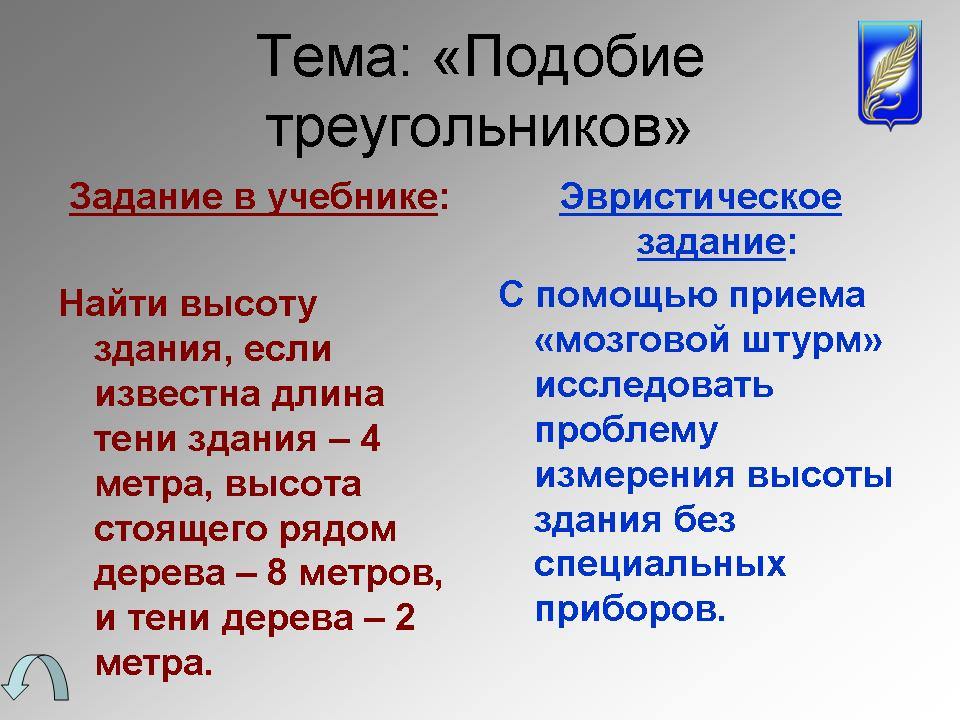 Тема: «Подобие
треугольников»
Задание в учебнике:
Найти высоту
здания, если
известна длина
тени здания – 4
метра, высота
стоящего рядом
дерева – 8 метров,
и тени дерева – 2
метра.
Эвристическое
задание:
С помощью приема
«мозговой штурм»
исследовать
проблему
измерения высоты
здания без
специальных
приборов.